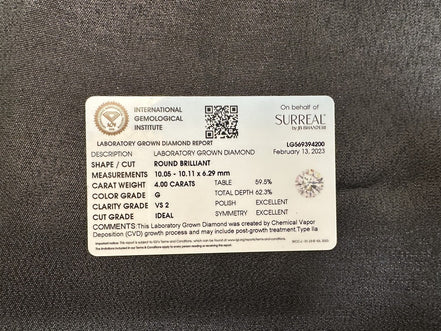 INTERNATIONAL
GEMOLOGICAL
INSTITUTE
On behalf of
SURREAL
by JB BHANDERI
LABORATORY GROWN DIAMOND REPORT
LG569394200
February 13, 2023
DESCRIPTION LABORATORY GROWN DIAMOND
SHAPE / CUT ROUND BRILLIANT
MEASUREMENTS 10.05 - 10.11 x 6.29 mm
CARAT WEIGHT 4.00 CARATS
COLOR GRADE G
CLARITY GRADE VS 2
CUT GRADE IDEAL
TABLE 59.5%
TOTAL DEPTH 62.3%
POLISH EXCELLENT
SYMMETRY EXCELLENT
COMMENTS: This Laboratory Grown Diamond was created by Chemical Vapor
Deposition (CVD) growth process and may include post-growth treatment. Type IIa